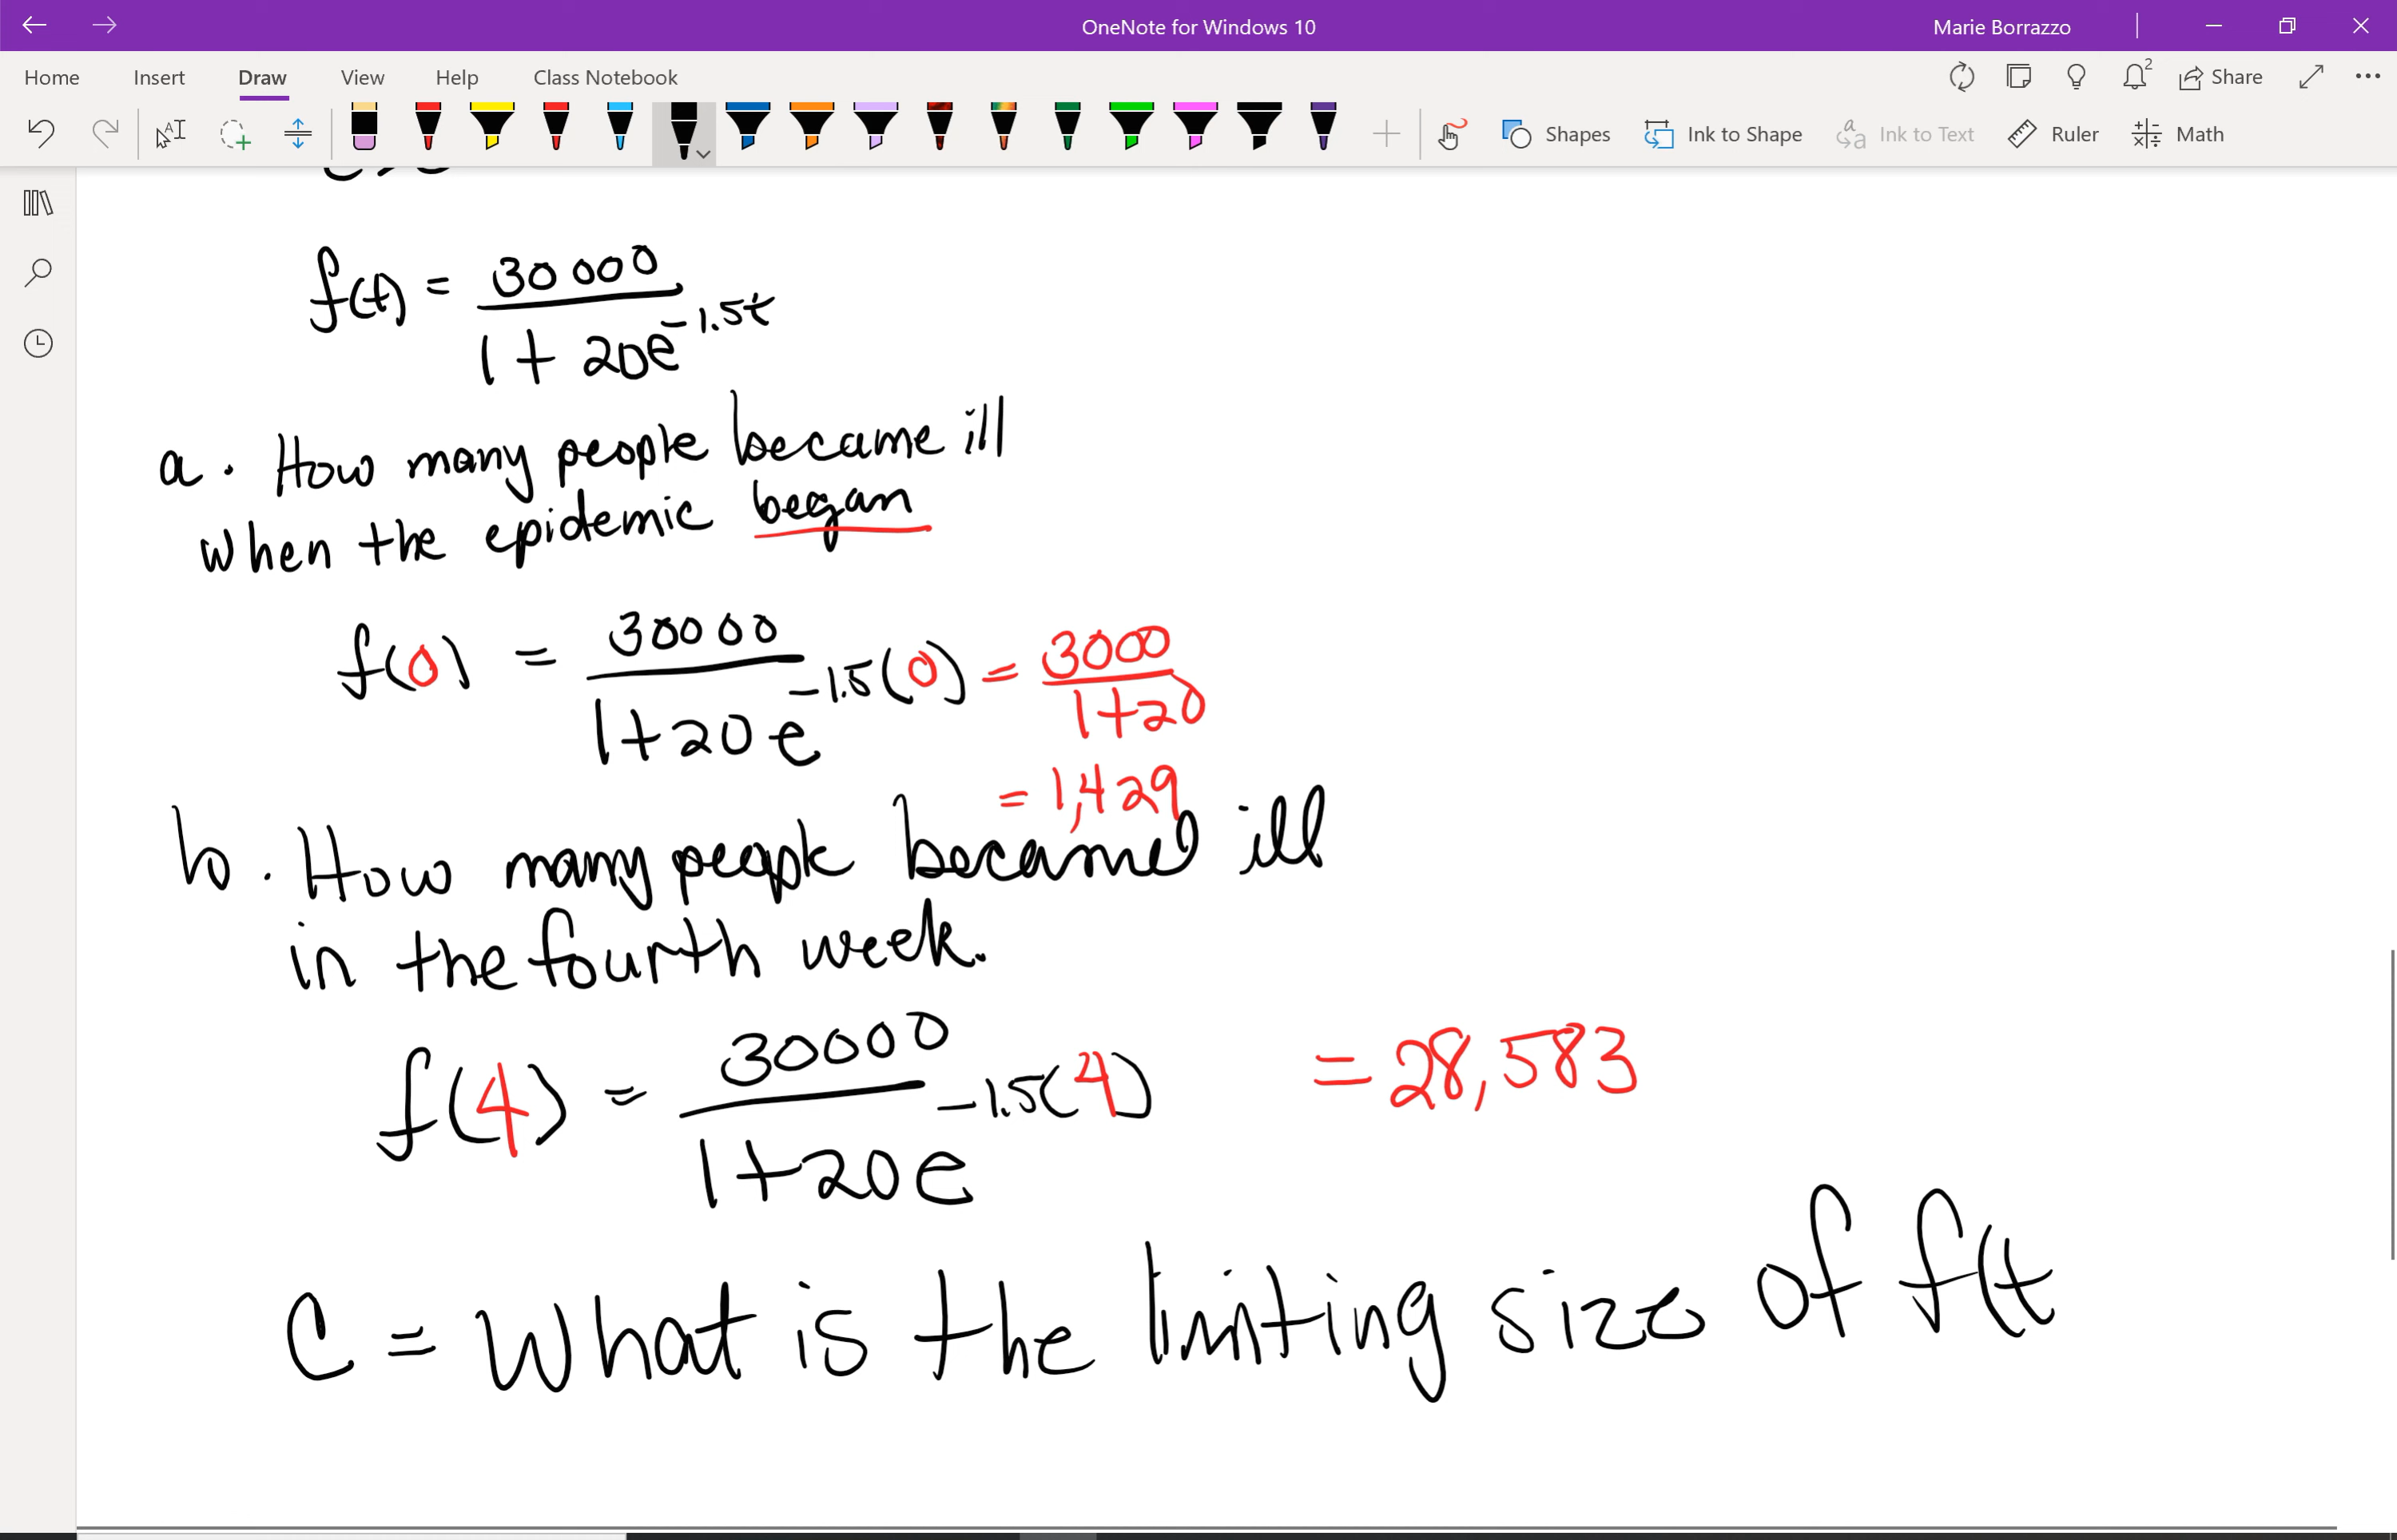 OneNote for Windows 10
Marie Borrazzo
Home Insert Draw View Help Class Notebook
2 Share
Shapes Ink to Shape Ink to Text Ruler Math
f(t) = 30000 / 1 + 20e^-1.5t
a. How many people became ill
when the epidemic began
f(0) = 30000 / 1+20e^-1.5(0) = 3000 / 1+20
= 1,429
b. How many people became ill
in the fourth week.
f(4) = 30000 / 1+20e^-1.5(4) = 28,583
C = What is the limiting size of f(t